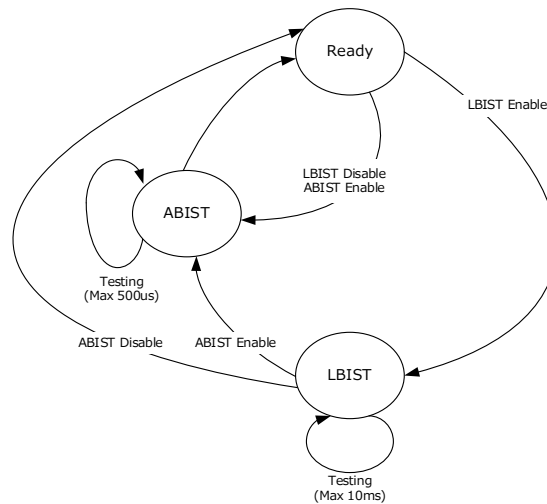 Ready
LBIST Enable
LBIST Disable
ABIST Enable
ABIST
Testing
(Max 500us)
ABIST Disable
ABIST Enable
LBIST
Testing
(Max 10ms)